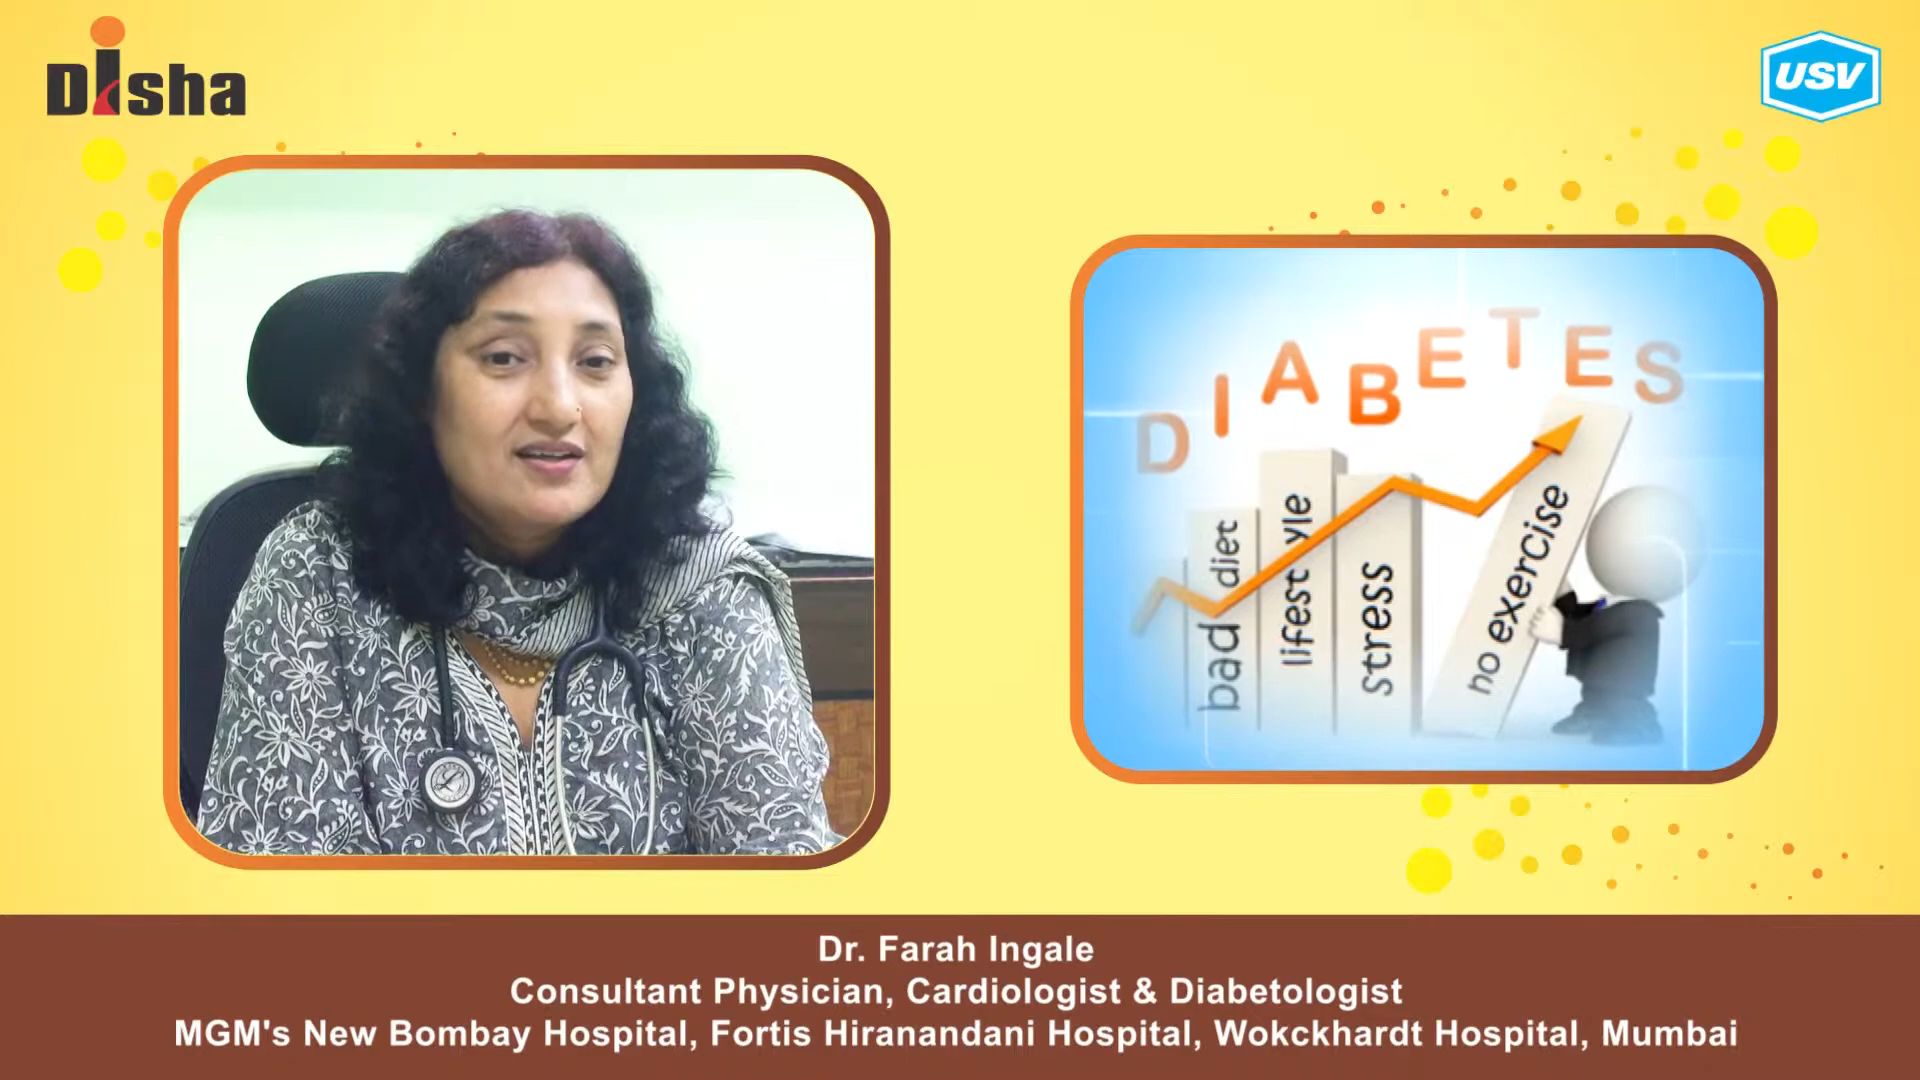 Disha
USV
DIABETES
bad diet
lifestyle
stress
no exercise
Dr. Farah Ingale
Consultant Physician, Cardiologist & Diabetologist
MGM's New Bombay Hospital, Fortis Hiranandani Hospital, Wokckhardt Hospital, Mumbai